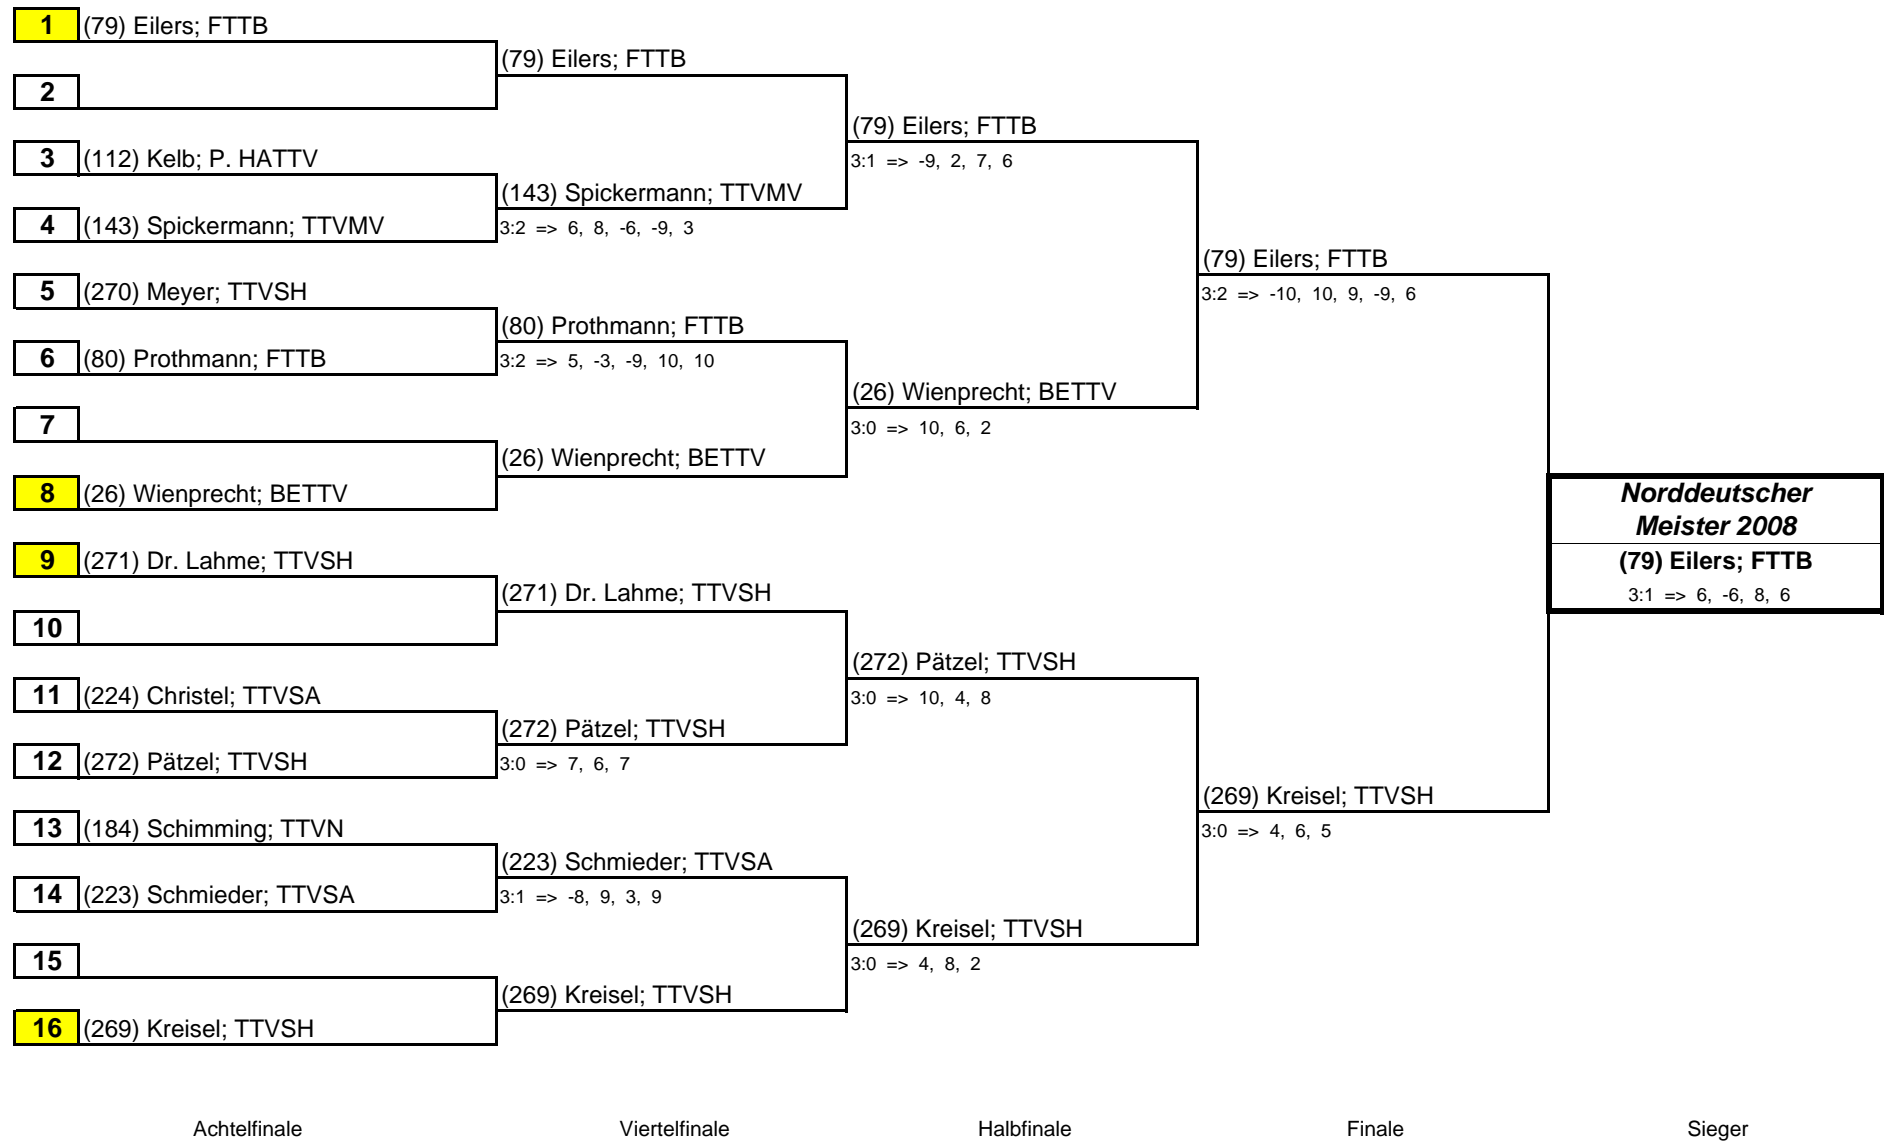 1 (79) Eilers; FTTB
(79) Eilers; FTTB
2
(79) Eilers; FTTB
3 (112) Kelb; P. HATTV
3:1 => -9, 2, 7, 6
(143) Spickermann; TTVMV
4 (143) Spickermann; TTVMV
3:2 => 6, 8, -6, -9, 3
(79) Eilers; FTTB
5 (270) Meyer; TTVSH
3:2 => -10, 10, 9, -9, 6
(80) Prothmann; FTTB
6 (80) Prothmann; FTTB
3:2 => 5, -3, -9, 10, 10
(26) Wienprecht; BETTV
7
3:0 => 10, 6, 2
(26) Wienprecht; BETTV
8 (26) Wienprecht; BETTV
Norddeutscher
Meister 2008
(79) Eilers; FTTB
3:1 => 6, -6, 8, 6
9 (271) Dr. Lahme; TTVSH
(271) Dr. Lahme; TTVSH
10
(272) Pätzel; TTVSH
11 (224) Christel; TTVSA
3:0 => 10, 4, 8
(272) Pätzel; TTVSH
12 (272) Pätzel; TTVSH
3:0 => 7, 6, 7
(269) Kreisel; TTVSH
13 (184) Schimming; TTVN
3:0 => 4, 6, 5
(223) Schmieder; TTVSA
14 (223) Schmieder; TTVSA
3:1 => -8, 9, 3, 9
(269) Kreisel; TTVSH
15
3:0 => 4, 8, 2
(269) Kreisel; TTVSH
16 (269) Kreisel; TTVSH
Achtelfinale Viertelfinale Halbfinale Finale Sieger